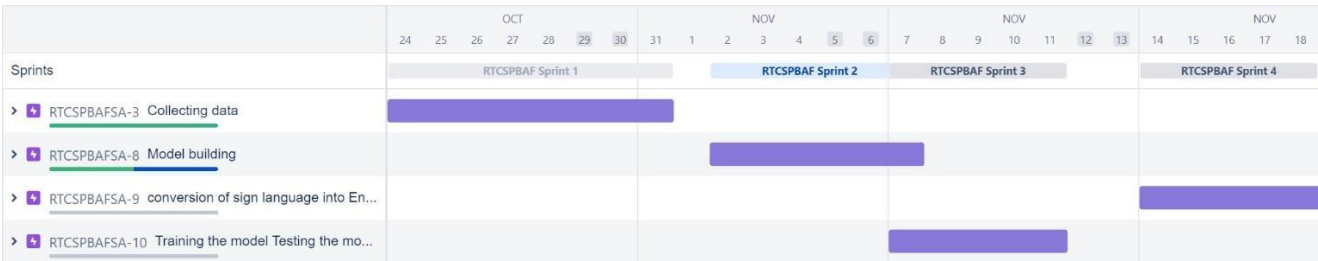 OCT NOV NOV NOV
24 25 26 27 28 29 30 31 1 2 3 4 5 6 7 8 9 10 11 12 13 14 15 16 17 18
Sprints RTCSPBAF Sprint 1 RTCSPBAF Sprint 2 RTCSPBAF Sprint 3 RTCSPBAF Sprint 4
RTCSPBAFSA-3 Collecting data
RTCSPBAFSA-8 Model building
RTCSPBAFSA-9 conversion of sign language into En...
RTCSPBAFSA-10 Training the model Testing the mo...